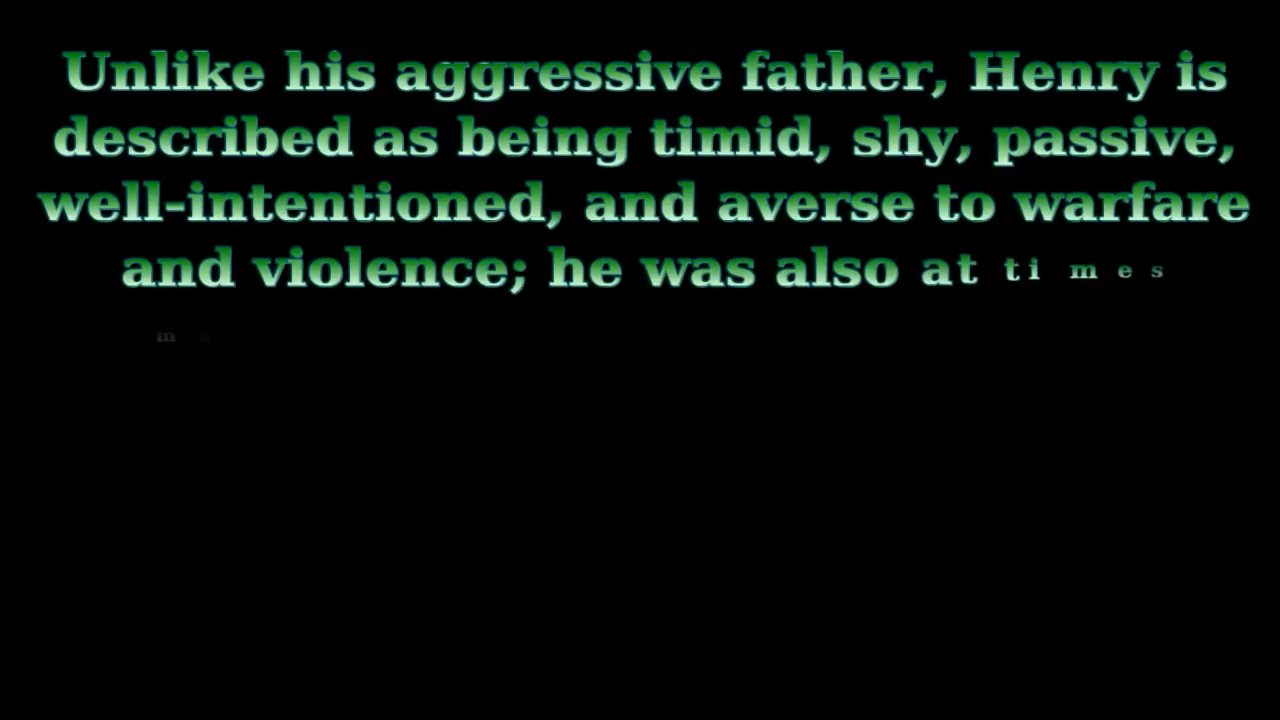 Unlike his aggressive father, Henry is
described as being timid, shy, passive,
well-intentioned, and averse to warfare
and violence; he was also at times